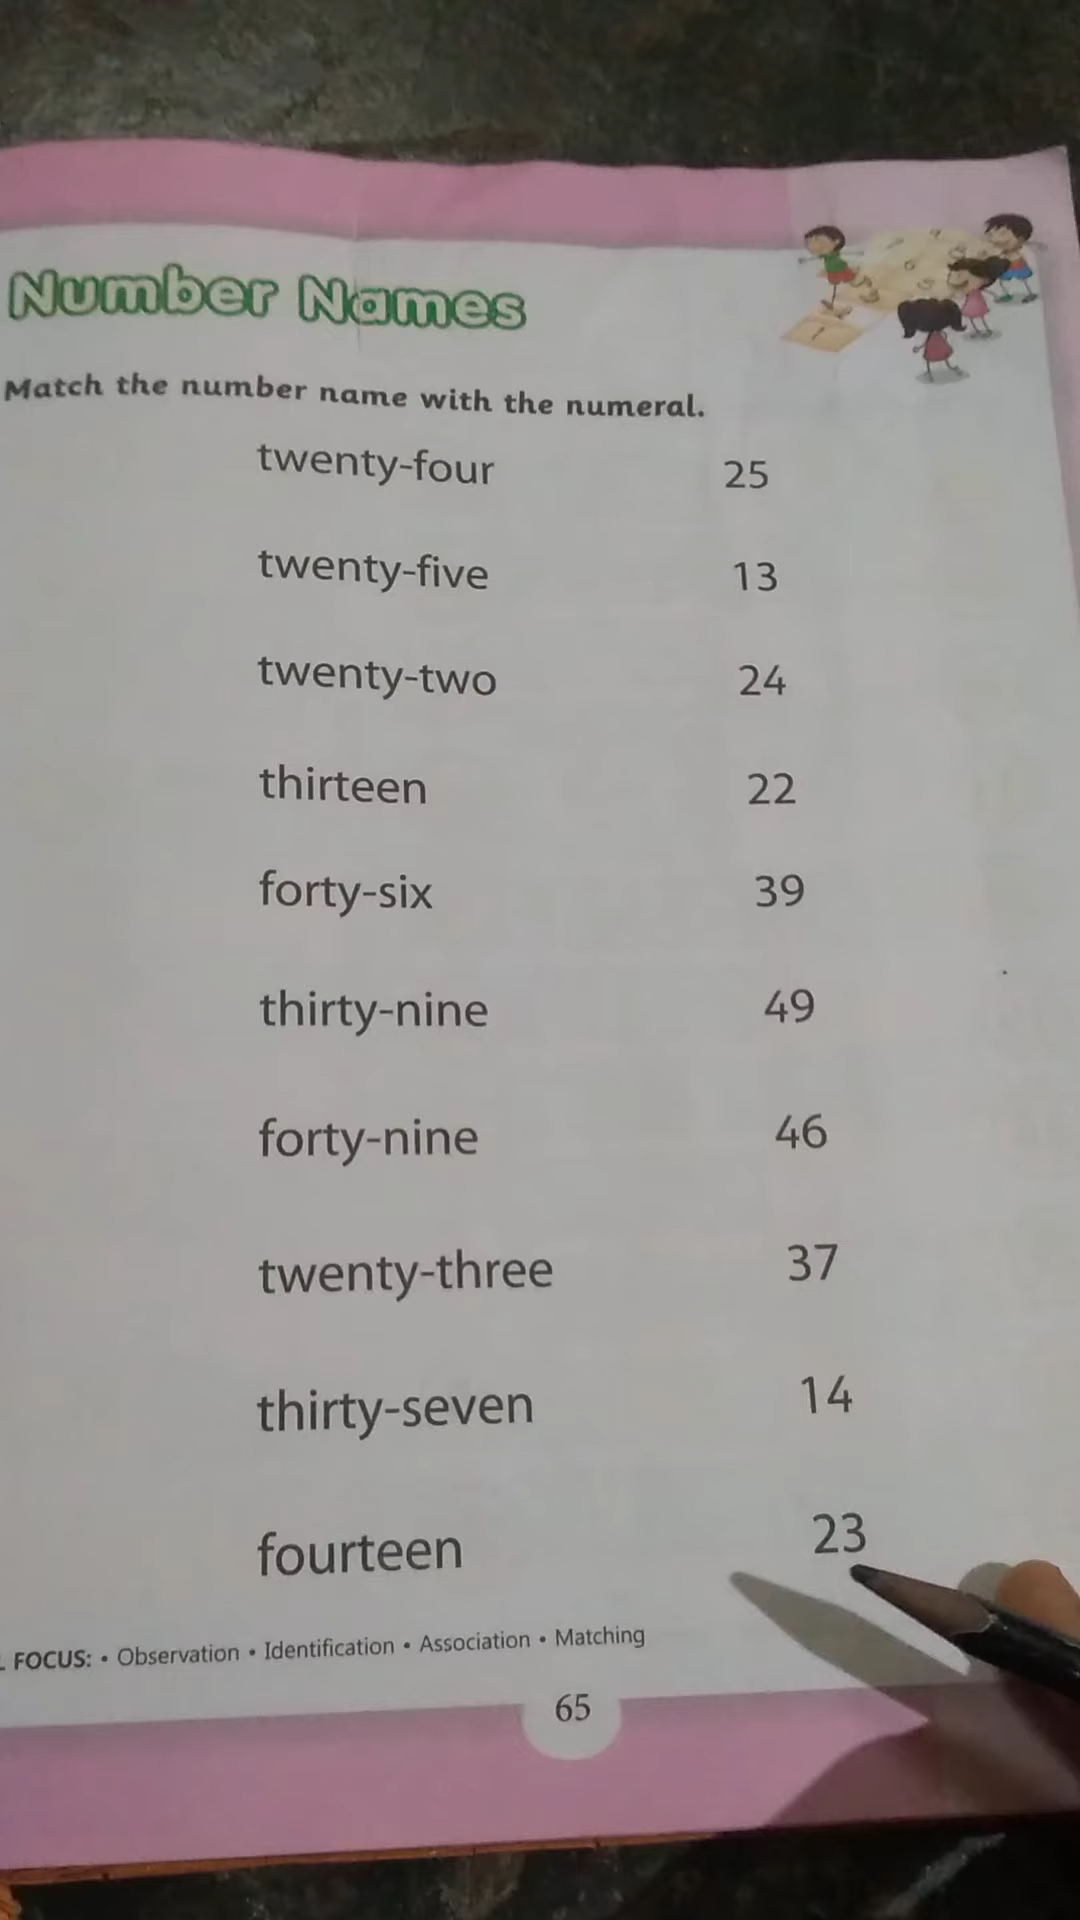 Number Names
Match the number name with the numeral.
twenty-four 25
twenty-five 13
twenty-two 24
thirteen 22
forty-six 39
thirty-nine 49
forty-nine 46
twenty-three 37
thirty-seven 14
fourteen 23
FOCUS: • Observation • Identification • Association • Matching
65